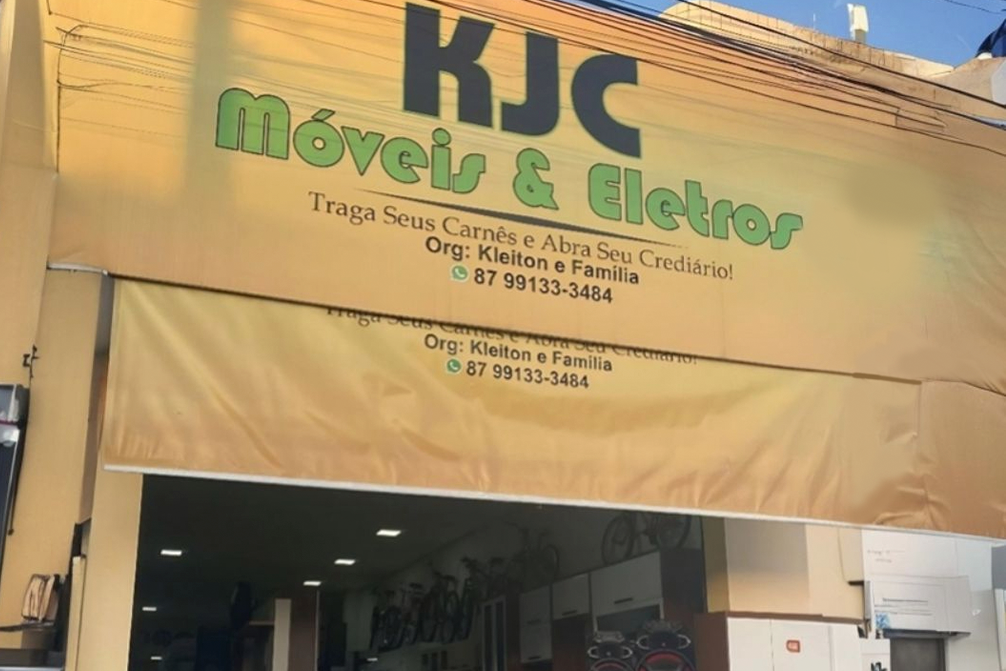 KJC
Móveis & Eletros
Traga Seus Carnês e Abra Seu Crediário!
Org: Kleiton e Família
87 99133-3484
Traga Seus Carnês e Abra Seu Crediário!
Org: Kleiton e Família
87 99133-3484